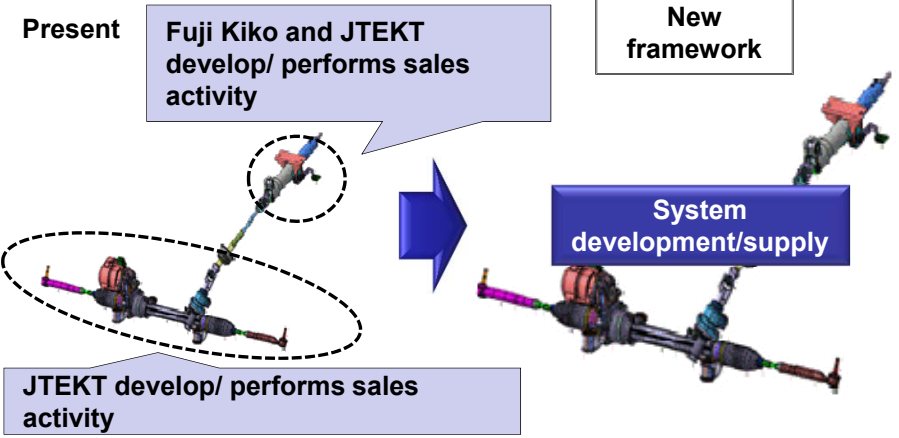 Present
Fuji Kiko and JTEKT
develop/ performs sales
activity
New
framework
System
development/supply
JTEKT develop/ performs sales
activity